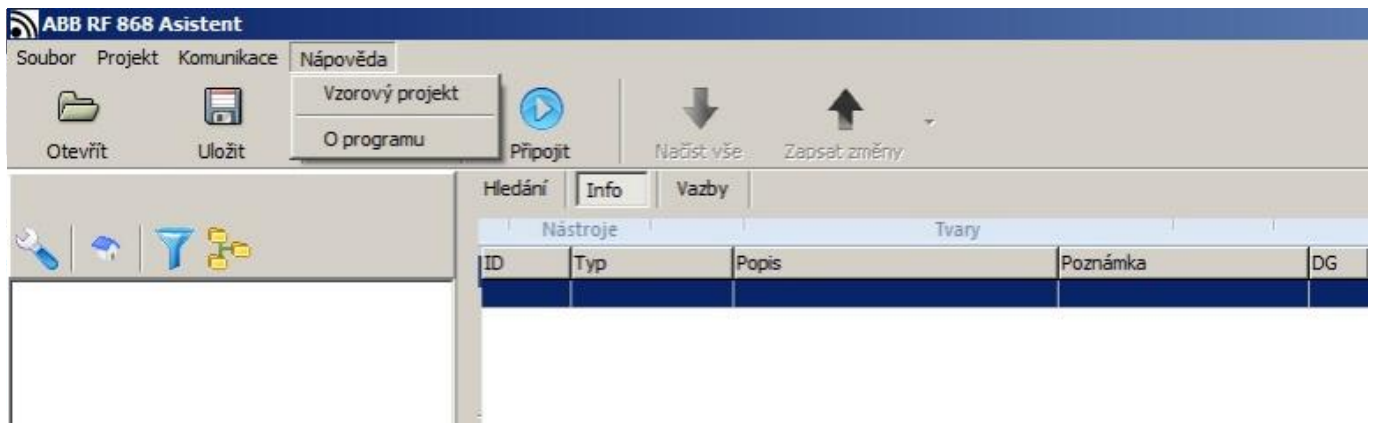 ABB RF 868 Asistent
Soubor Projekt Komunikace Nápověda
Vzorový projekt
O programu
Otevřít Uložit Připojit Načíst vše Zapsat změny
Hledání Info Vazby
Nástroje Tvary
ID Typ Popis Poznámka DG